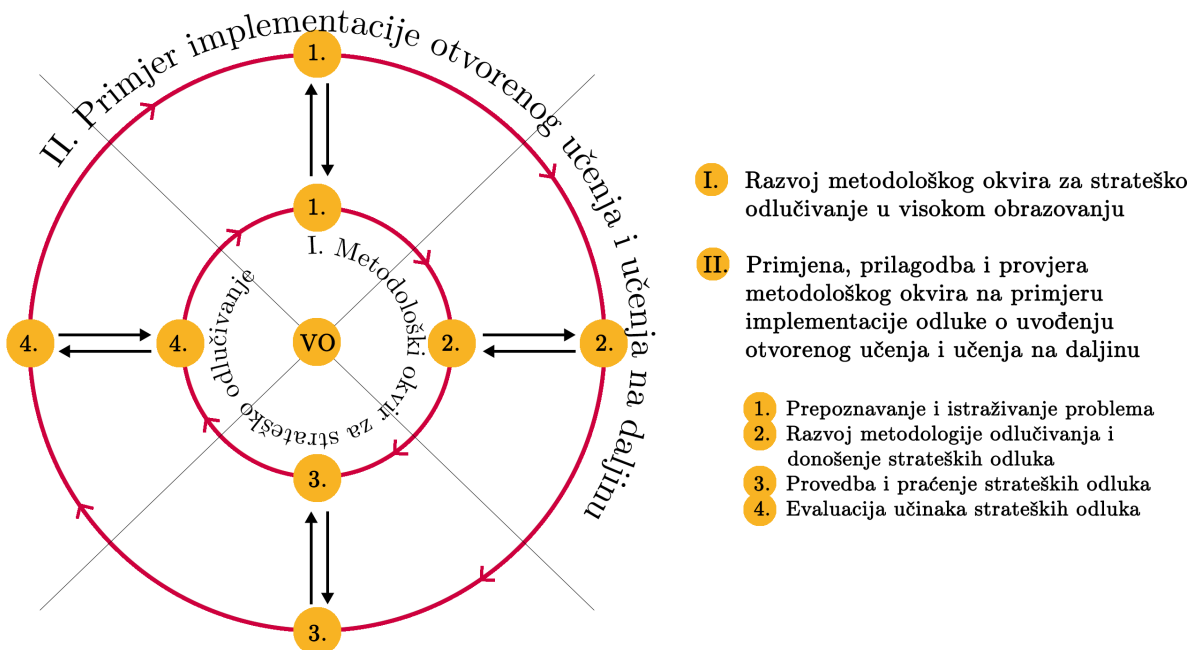 II. Primjer implementacije otvorenog učenja i učenja na daljinu
1.
1.
I. Metodološki okvir za strateško odlučivanje
4.
4.
VO
2.
2.
3.
3.
I. Razvoj metodološkog okvira za strateško
odlučivanje u visokom obrazovanju
II. Primjena, prilagodba i provjera
metodološkog okvira na primjeru
implementacije odluke o uvođenju
otvorenog učenja i učenja na daljinu
1. Prepoznavanje i istraživanje problema
2. Razvoj metodologije odlučivanja i
donošenje strateških odluka
3. Provedba i praćenje strateških odluka
4. Evaluacija učinaka strateških odluka